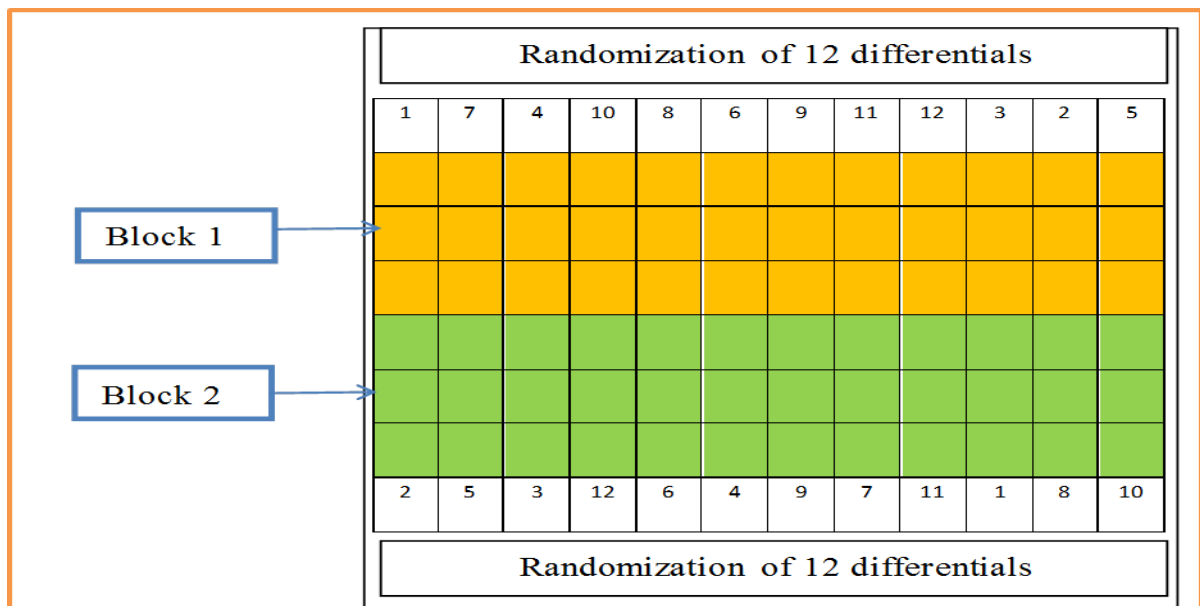 Randomization of 12 differentials
1 7 4 10 8 6 9 11 12 3 2 5
Block 1
Block 2
2 5 3 12 6 4 9 7 11 1 8 10
Randomization of 12 differentials